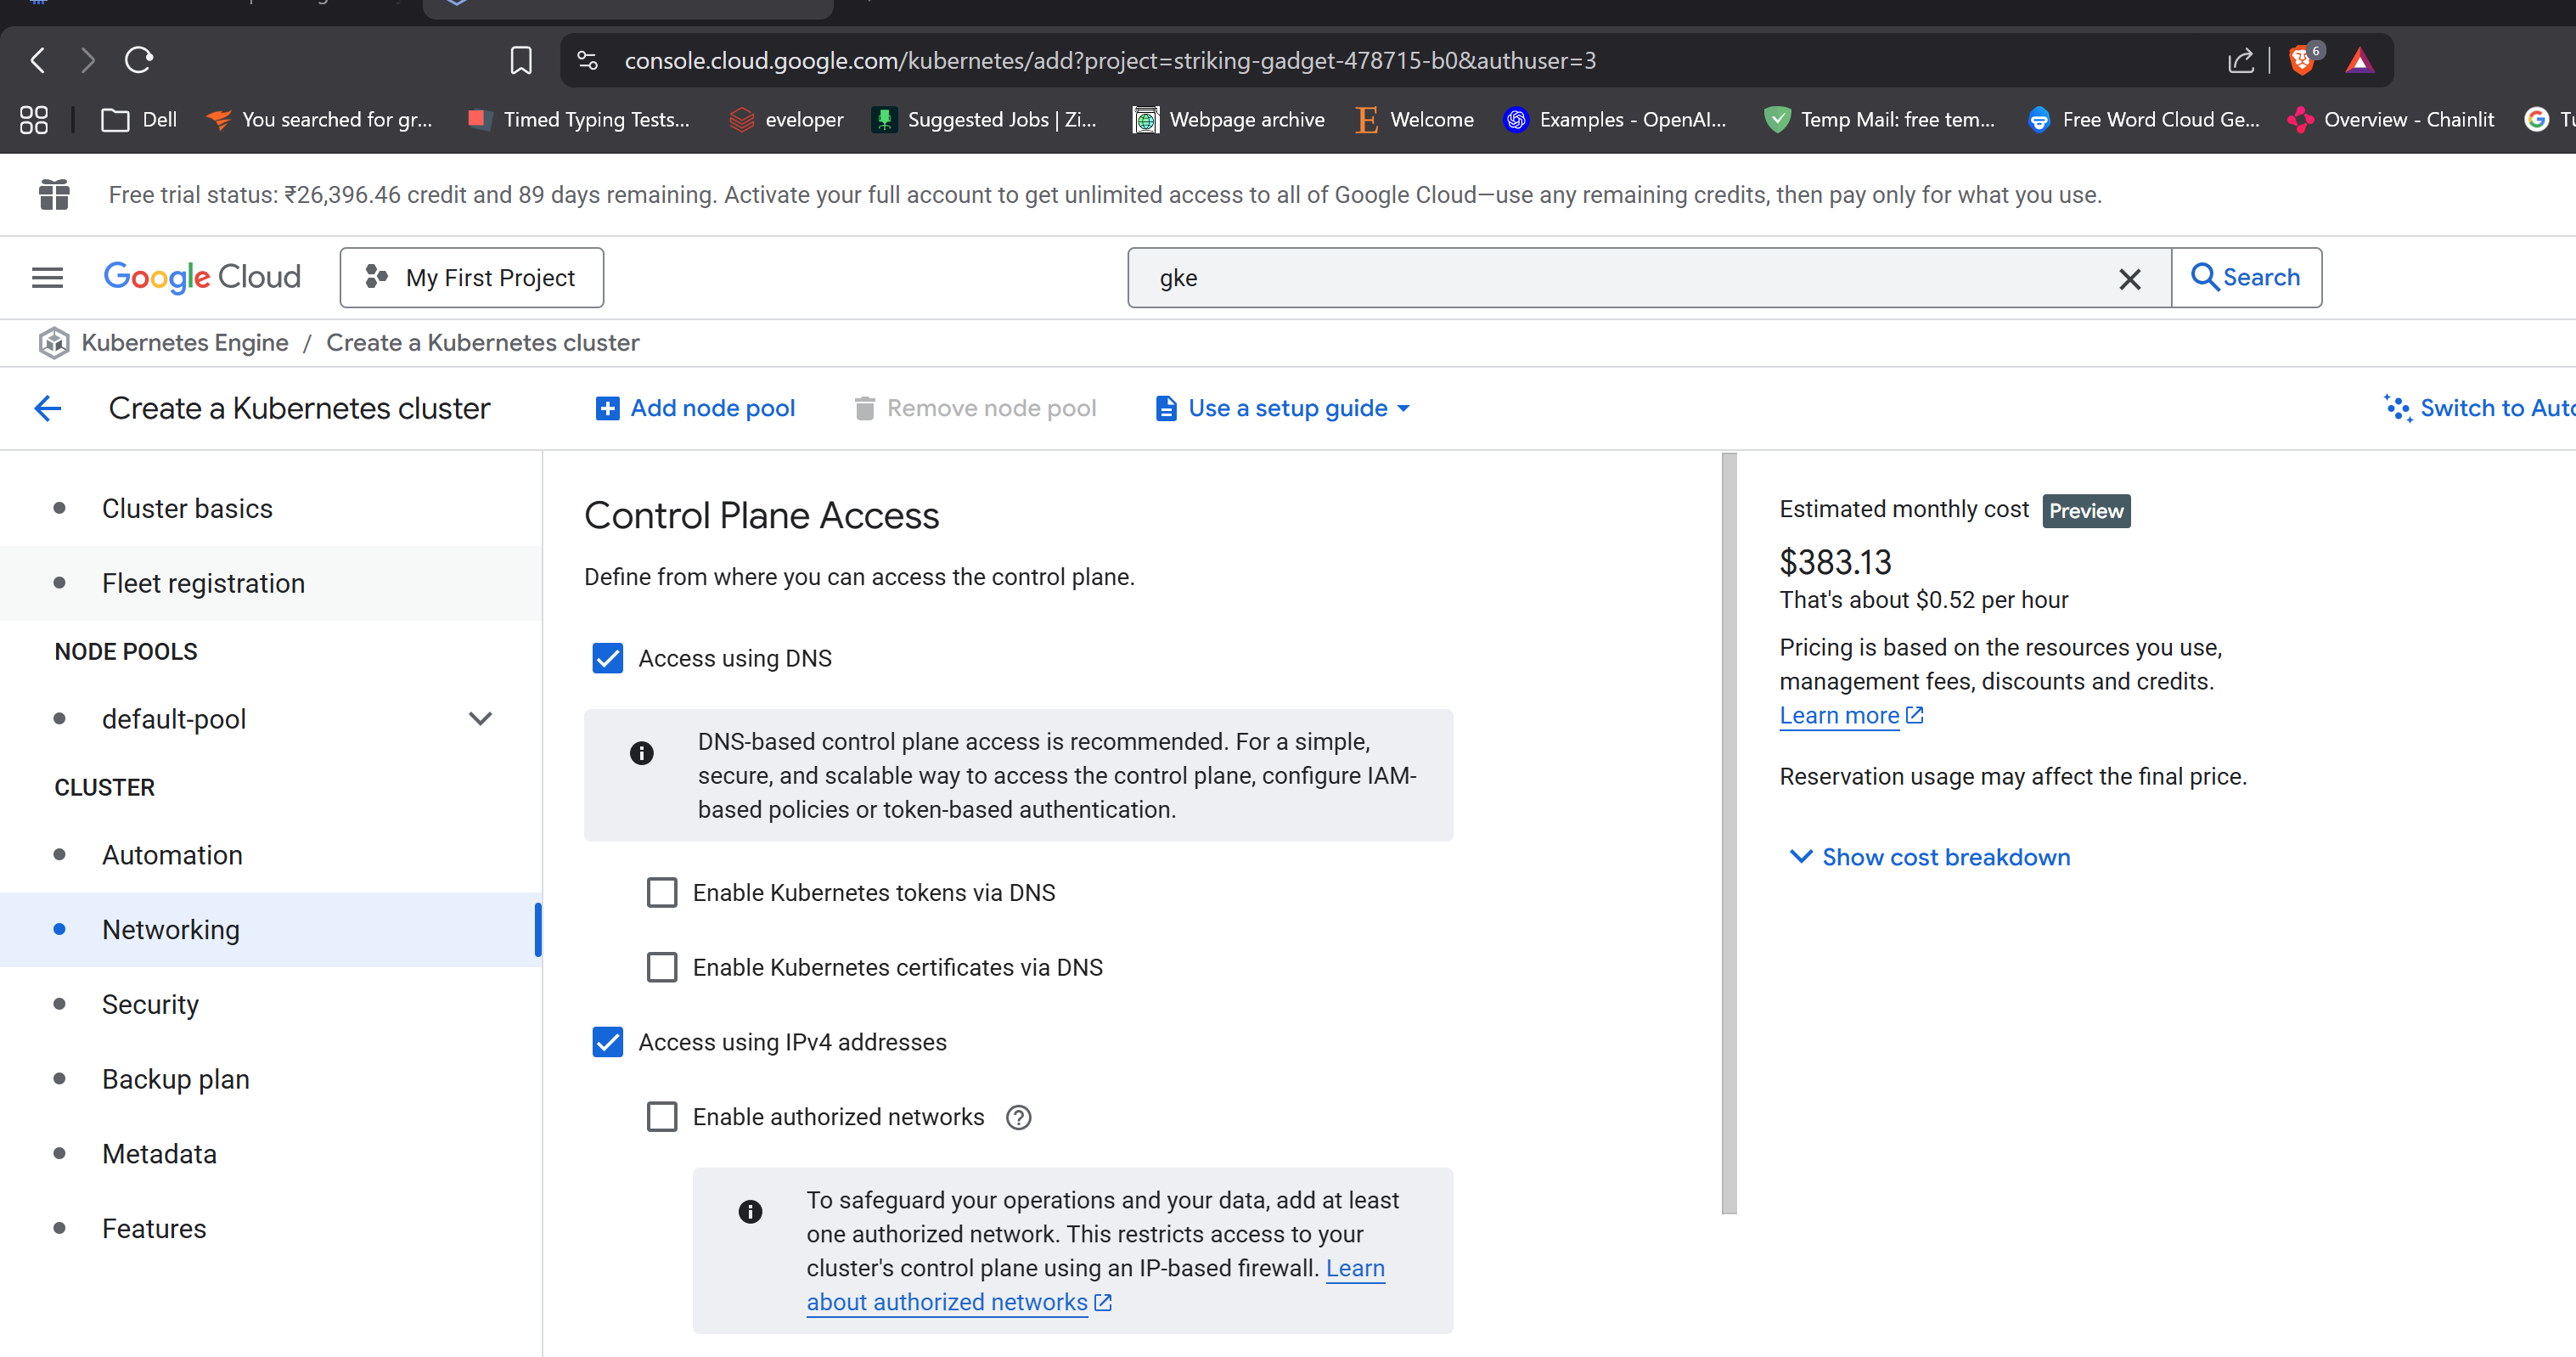 console.cloud.google.com/kubernetes/add?project=striking-gadget-478715-b0&authuser=3
6
Dell
You searched for gr...
Timed Typing Tests...
eveloper
Suggested Jobs | Zi...
Webpage archive
Welcome
Examples - OpenAI...
Temp Mail: free tem...
Free Word Cloud Ge...
Overview - Chainlit
Free trial status: ₹26,396.46 credit and 89 days remaining. Activate your full account to get unlimited access to all of Google Cloud—use any remaining credits, then pay only for what you use.
Google Cloud
My First Project
gke
Search
Kubernetes Engine / Create a Kubernetes cluster
Create a Kubernetes cluster
Add node pool
Remove node pool
Use a setup guide
Switch to Auto
Cluster basics
Fleet registration
NODE POOLS
default-pool
CLUSTER
Automation
Networking
Security
Backup plan
Metadata
Features
Control Plane Access
Define from where you can access the control plane.
Access using DNS
DNS-based control plane access is recommended. For a simple,
secure, and scalable way to access the control plane, configure IAM-
based policies or token-based authentication.
Enable Kubernetes tokens via DNS
Enable Kubernetes certificates via DNS
Access using IPv4 addresses
Enable authorized networks
To safeguard your operations and your data, add at least
one authorized network. This restricts access to your
cluster's control plane using an IP-based firewall. Learn
about authorized networks
Estimated monthly cost Preview
$383.13
That's about $0.52 per hour
Pricing is based on the resources you use,
management fees, discounts and credits.
Learn more
Reservation usage may affect the final price.
Show cost breakdown